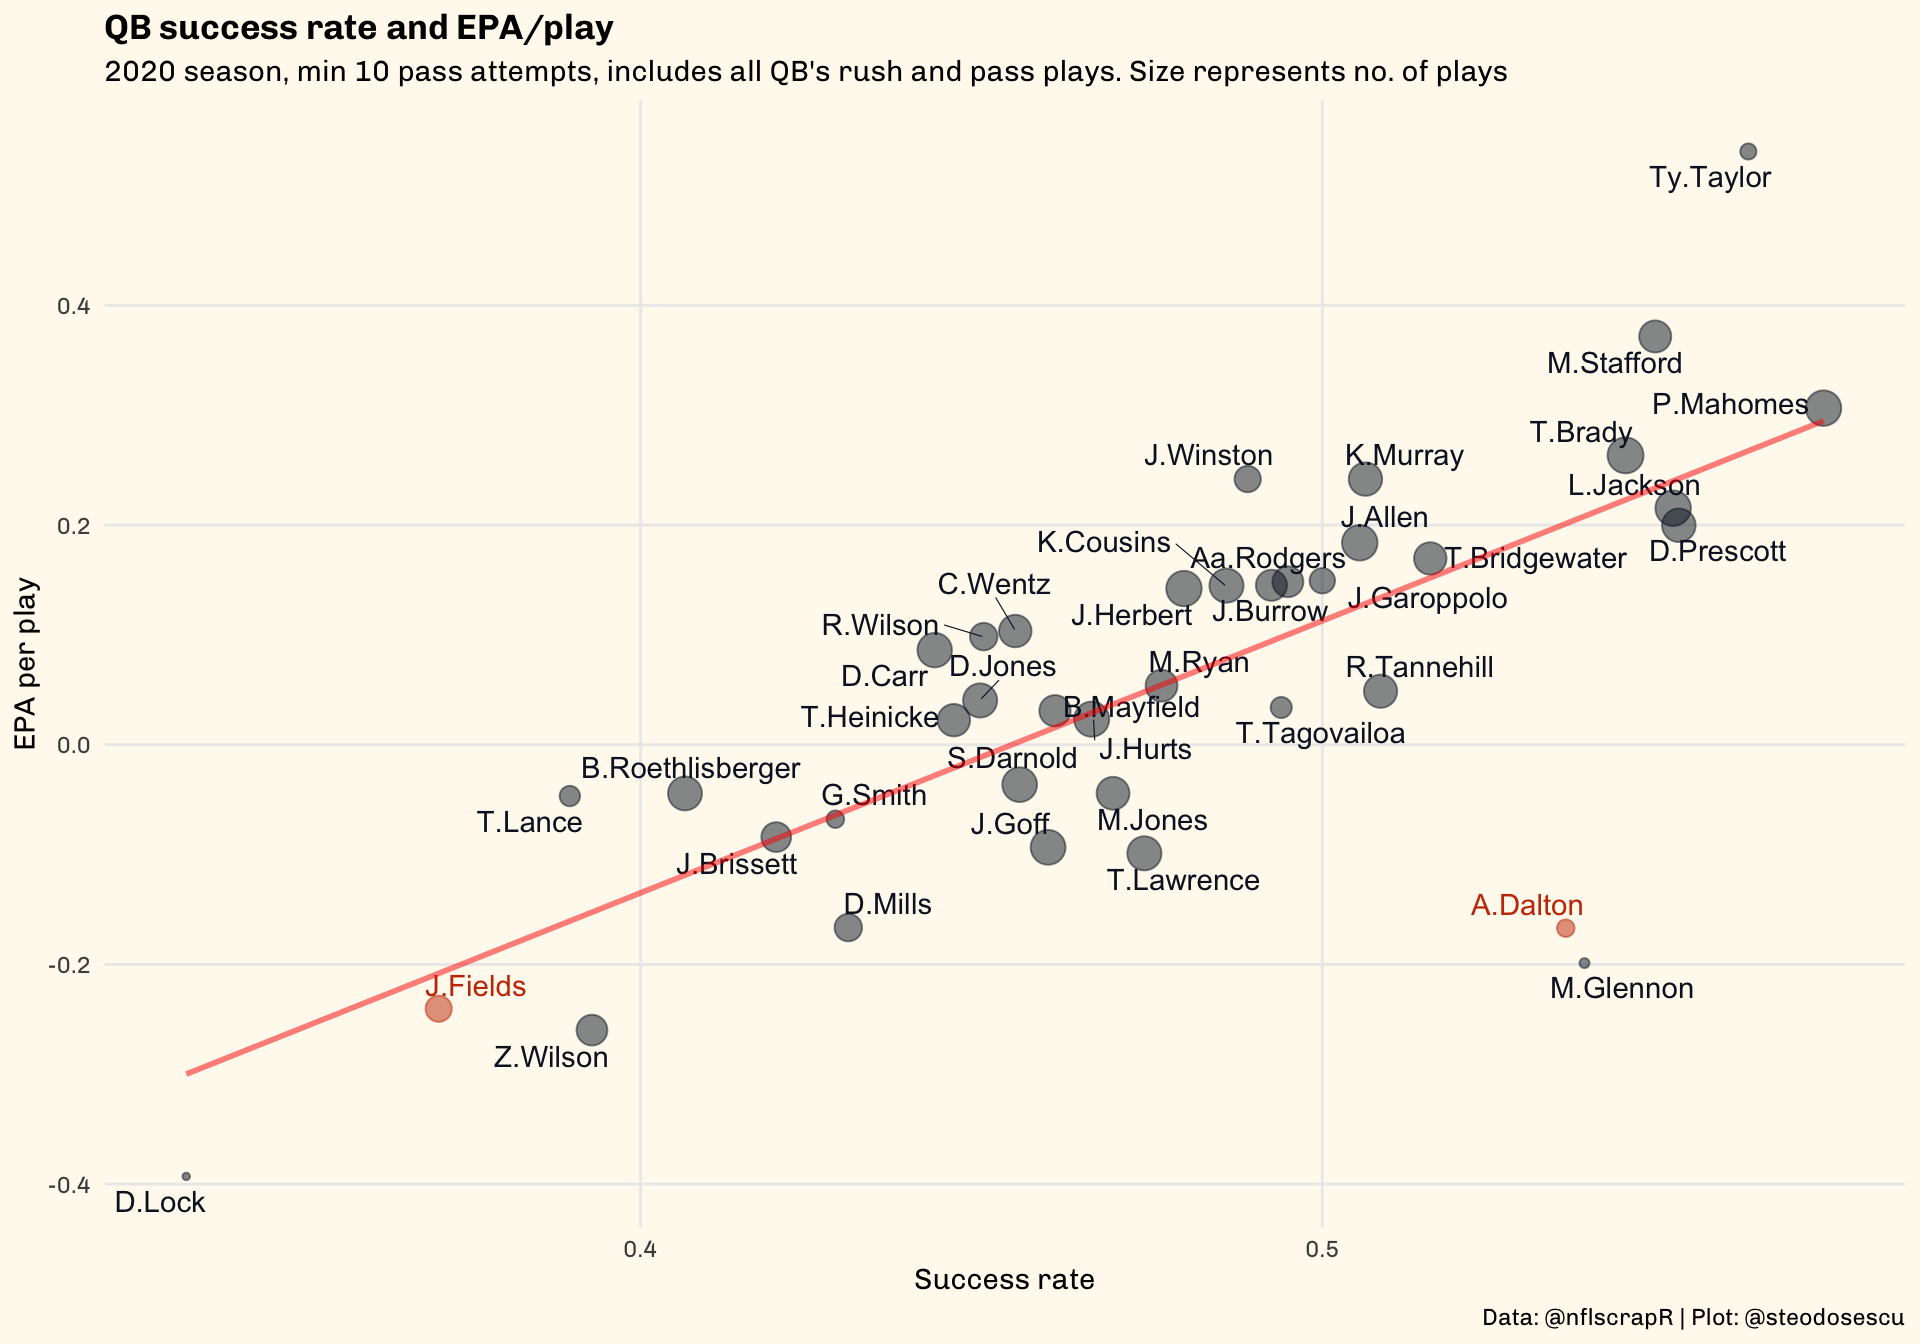 QB success rate and EPA/play
2020 season, min 10 pass attempts, includes all QB's rush and pass plays. Size represents no. of plays
Ty.Taylor
0.4
M.Stafford
P.Mahomes
T.Brady
J.Winston
K.Murray
L.Jackson
0.2
J.Allen
K.Cousins
D.Prescott
Aa.Rodgers
T.Bridgewater
C.Wentz
J.Garoppolo
J.Burrow
J.Herbert
R.Wilson
M.Ryan
D.Jones
R.Tannehill
D.Carr
B.Mayfield
T.Heinicke
T.Tagovailoa
0.0
J.Hurts
S.Darnold
B.Roethlisberger
G.Smith
T.Lance
M.Jones
J.Goff
J.Brissett
T.Lawrence
D.Mills
A.Dalton
-0.2
J.Fields
M.Glennon
Z.Wilson
-0.4
D.Lock
EPA per play
0.4
0.5
Success rate
Data: @nflscrapR | Plot: @steodosescu